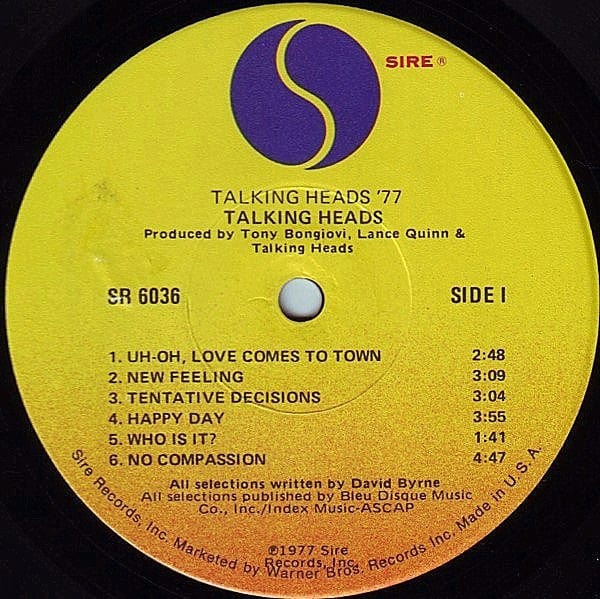 SIRE ®
TALKING HEADS '77
TALKING HEADS
Produced by Tony Bongiovi, Lance Quinn &
Talking Heads
SR 6036
SIDE I
1. UH-OH, LOVE COMES TO TOWN 2:48
2. NEW FEELING 3:09
3. TENTATIVE DECISIONS 3:04
4. HAPPY DAY 3:55
5. WHO IS IT? 1:41
6. NO COMPASSION 4:47
All selections written by David Byrne
All selections published by Bleu Disque Music
Co., Inc./Index Music-ASCAP
℗1977 Sire
Records, Inc.
Sire Records, Inc. Marketed by Warner Bros. Records Inc. Made in U.S.A.